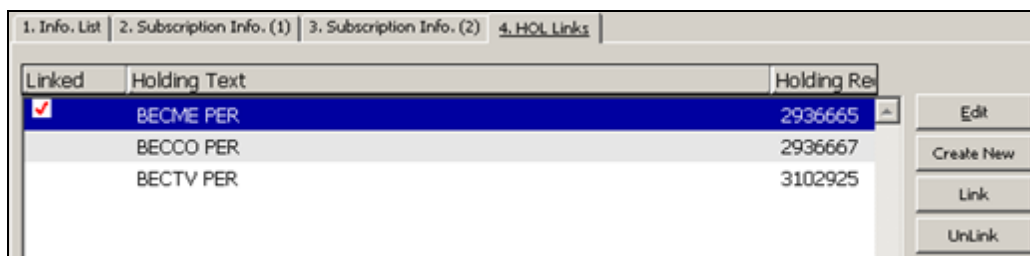 1. Info. List 2. Subscription Info. (1) 3. Subscription Info. (2) 4. HOL Links
Linked Holding Text Holding Re
BECME PER 2936665 Edit
BECCO PER 2936667 Create New
BECTV PER 3102925 Link
UnLink